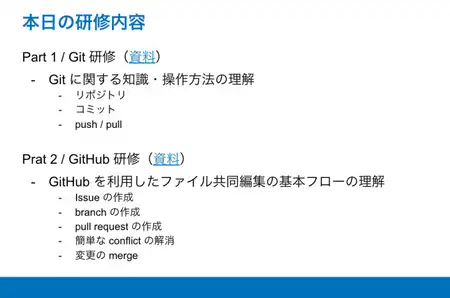 本日の研修内容
Part 1 / Git 研修（資料）
- Git に関する知識・操作方法の理解
- リポジトリ
- コミット
- push / pull
Prat 2 / GitHub 研修（資料）
- GitHub を利用したファイル共同編集の基本フローの理解
- Issue の作成
- branch の作成
- pull request の作成
- 簡単な conflict の解消
- 変更の merge